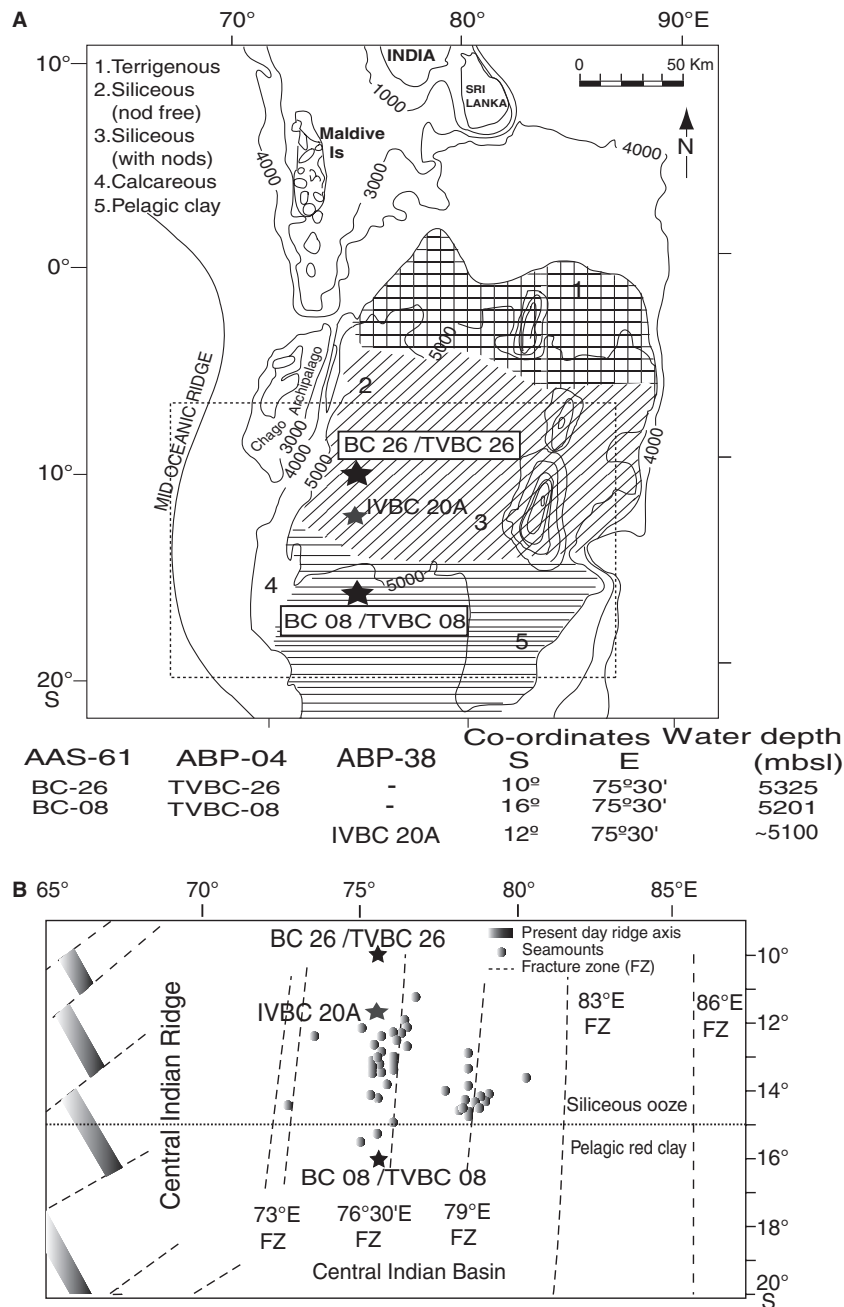 A
70° 80° 90°E
10°
0°
10°
20°
S
1.Terrigenous
2.Siliceous
(nod free)
3.Siliceous
(with nods)
4.Calcareous
5.Pelagic clay
INDIA
SRI
LANKA
0 50 Km
N
Maldive
Is
1000
4000
3000
4000
1
5000
2
MID OCEANIC RIDGE
Chago Archipalago
3000
4000
5000
4000
BC 26 /TVBC 26
IVBC 20A
3
4
5000
BC 08 /TVBC 08
5
Co-ordinates Water depth
AAS-61 ABP-04 ABP-38 S E (mbsl)
BC-26 TVBC-26 - 10º 75º30' 5325
BC-08 TVBC-08 - 16º 75º30' 5201
IVBC 20A 12º 75º30' ~5100
B 65° 70° 75° 80° 85°E
BC 26 /TVBC 26
Present day ridge axis
Seamounts
Fracture zone (FZ)
10°
12°
14°
16°
18°
20°
S
IVBC 20A
83°E
FZ
86°E
FZ
Central Indian Ridge
Siliceous ooze
Pelagic red clay
BC 08 /TVBC 08
73°E
FZ
76°30'E
FZ
79°E
FZ
Central Indian Basin